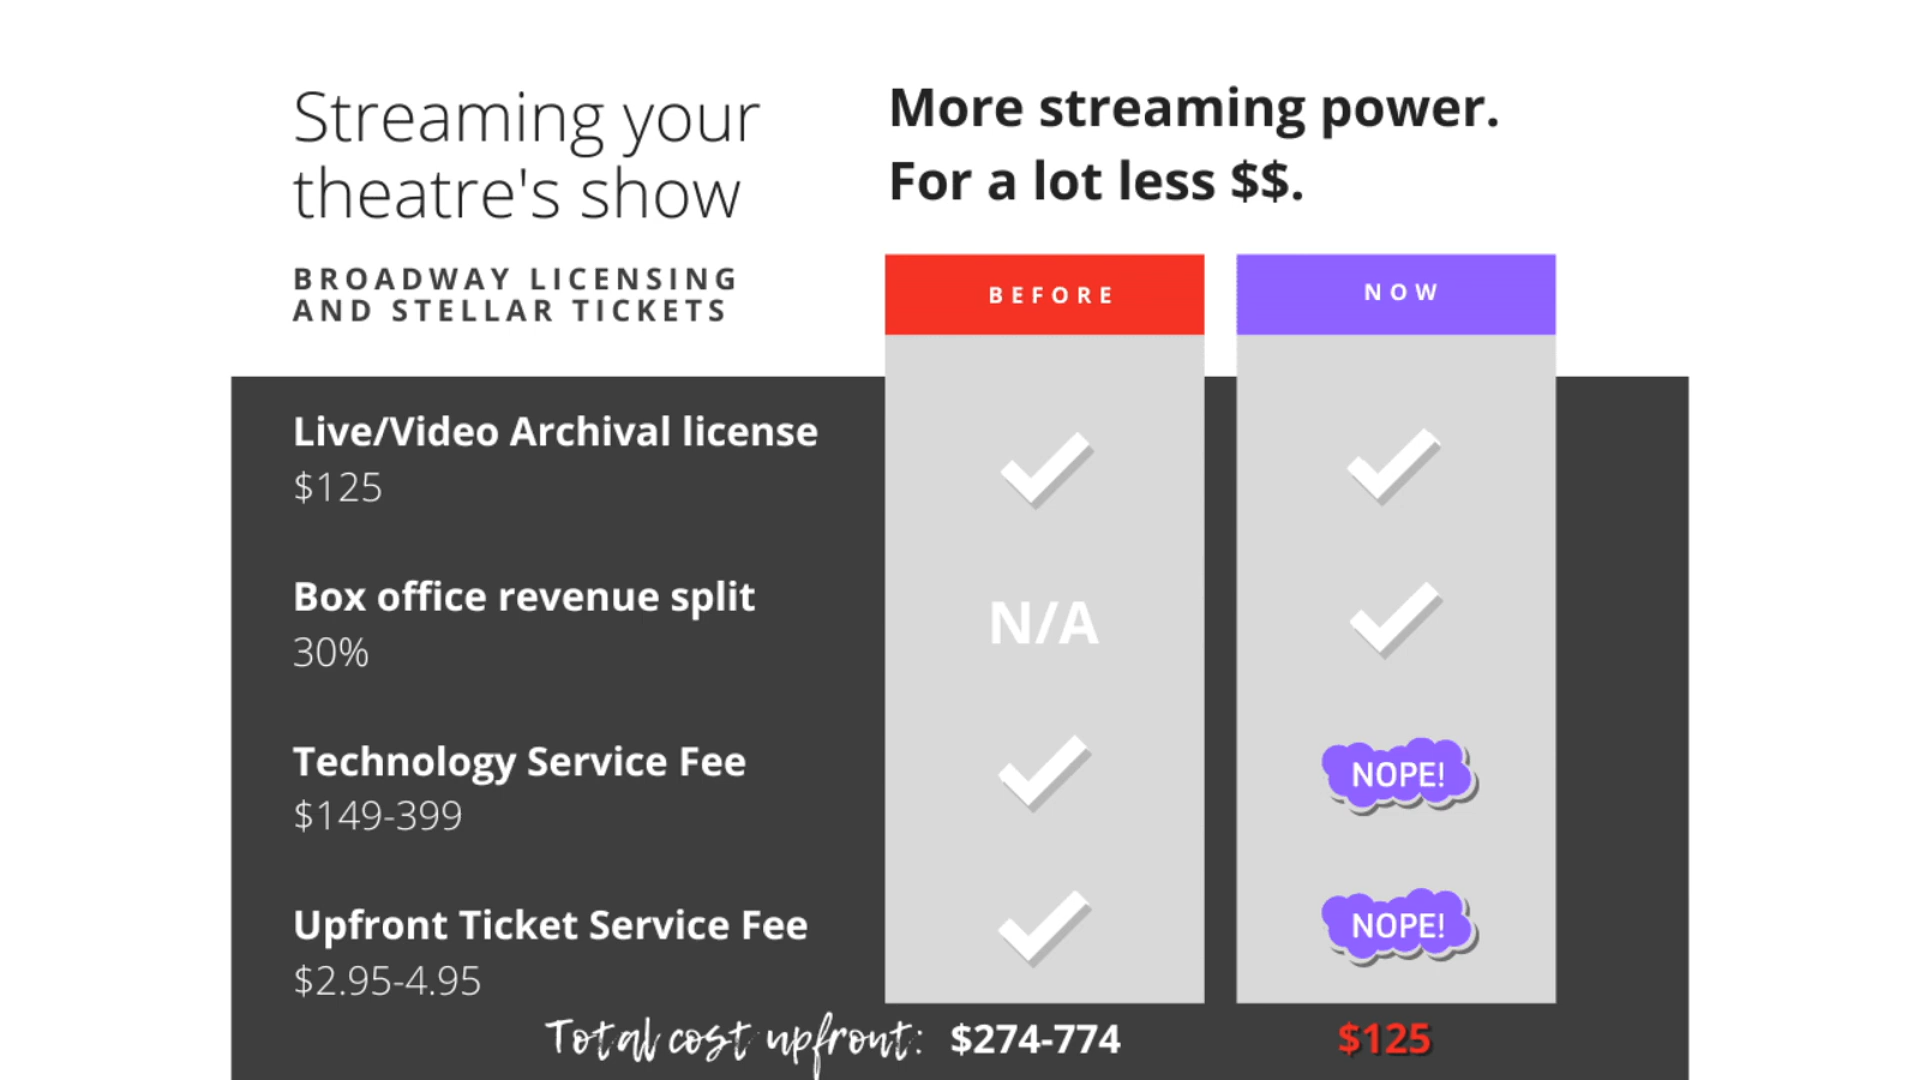 Streaming your
theatre's show
BROADWAY LICENSING
AND STELLAR TICKETS
More streaming power.
For a lot less $$.
BEFORE
NOW
Live/Video Archival license
$125
Box office revenue split
30%
N/A
Technology Service Fee
$149-399
NOPE!
Upfront Ticket Service Fee
$2.95-4.95
NOPE!
Total cost upfront: $274-774 $125